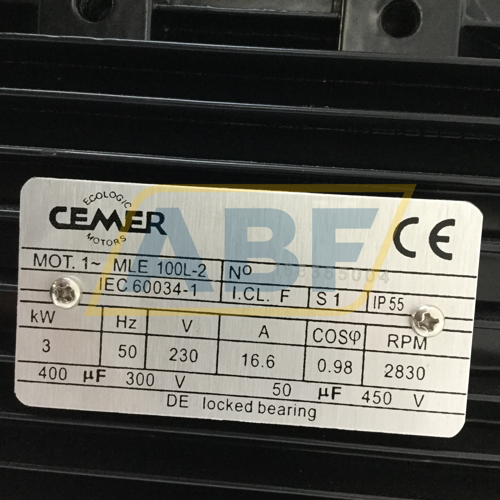 ECOLOGIC
CEMER
MOTORS
CE
ABF
MOT. 1~ MLE 100L-2 Nº
IEC 60034-1 I.CL. F S 1 IP 55
kW Hz V A COSφ RPM
3 50 230 16.6 0.98 2830
400 µF 300 V 50 µF 450 V
DE locked bearing